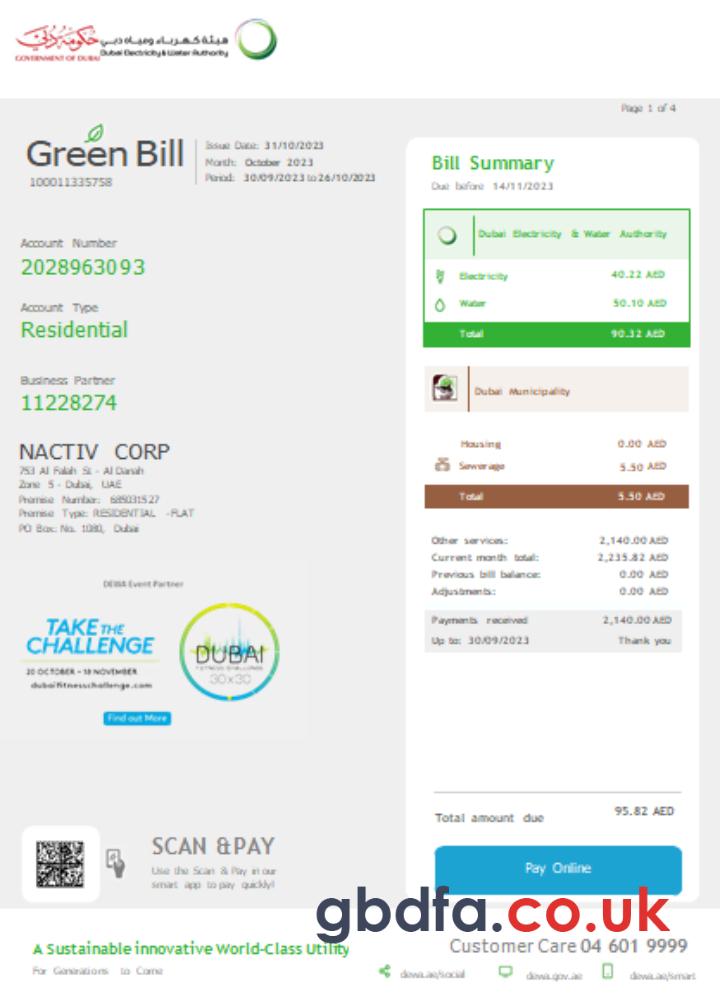 حكومة دبي
GOVERNMENT OF DUBAI
هيئة كهرباء ومياه دبي
Dubai Electricity & Water Authority
Page 1 of 4
Green Bill
100011335758
Issue Date: 31/10/2023
Month: October 2023
Period: 30/09/2023 to 26/10/2023
Account Number
2028963093
Account Type
Residential
Business Partner
11228274
NACTIV CORP
753 Al Falah St - Al Danah
Zone 5 - Dubai, UAE
Premise Number: 685031527
Premise Type: RESIDENTIAL -FLAT
PO Box: No. 1080, Dubai
Bill Summary
Due before 14/11/2023
Dubai Electricity & Water Authority
Electricity 40.22 AED
Water 50.10 AED
Total 90.32 AED
Dubai Municipality
Housing 0.00 AED
Sewerage 5.50 AED
Total 5.50 AED
Other services: 2,140.00 AED
Current month total: 2,235.82 AED
Previous bill balance: 0.00 AED
Adjustments: 0.00 AED
Payments received 2,140.00 AED
Up to: 30/09/2023 Thank you
Total amount due 95.82 AED
Pay Online
DEWA Event Partner
TAKE THE
CHALLENGE
20 OCTOBER - 18 NOVEMBER
dubaifitnesschallenge.com
DUBAI
FITNESS CHALLENGE
30x30
Find out More
SCAN & PAY
Use the Scan & Pay in our
smart app to pay quickly!
gbdfa.co.uk
A Sustainable innovative World-Class Utility
For Generations to Come
Customer Care 04 601 9999
dewa.ae/social
dewa.gov.ae
dewa.ae/smart